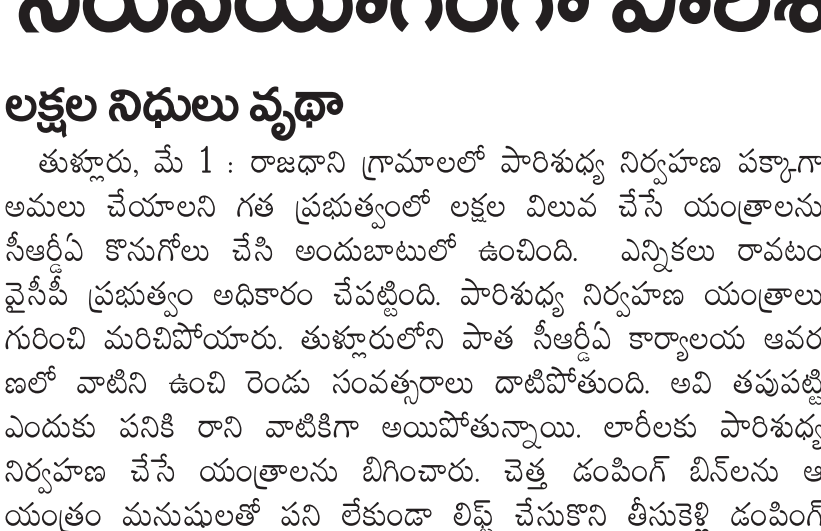 నిరుపయోగంగా పారిశ
లక్షల నిధులు వృథా
తుళ్లూరు, మే 1 : రాజధాని గ్రామాలలో పారిశుధ్య నిర్వహణ పక్కాగా
అమలు చేయాలని గత ప్రభుత్వంలో లక్షల విలువ చేసే యంత్రాలను
సీఆర్డీఏ కొనుగోలు చేసి అందుబాటులో ఉంచింది. ఎన్నికలు రావటం
వైసీపీ ప్రభుత్వం అధికారం చేపట్టింది. పారిశుధ్య నిర్వహణ యంత్రాలు
గురించి మరిచిపోయారు. తుళ్లూరులోని పాత సీఆర్డీఏ కార్యాలయ ఆవర
ణలో వాటిని ఉంచి రెండు సంవత్సరాలు దాటిపోతుంది. అవి తుపుపట్టి
ఎందుకు పనికి రాని వాటికిగా అయిపోతున్నాయి. లారీలకు పారిశుధ్య
నిర్వహణ చేసే యంత్రాలను బిగించారు. చెత్త డంపింగ్ బిన్‌లను ఆ
యంత్రం మనుషులతో పని లేకుండా లిఫ్ట్ చేసుకొని తీసుకెళ్లి డంపింగ్